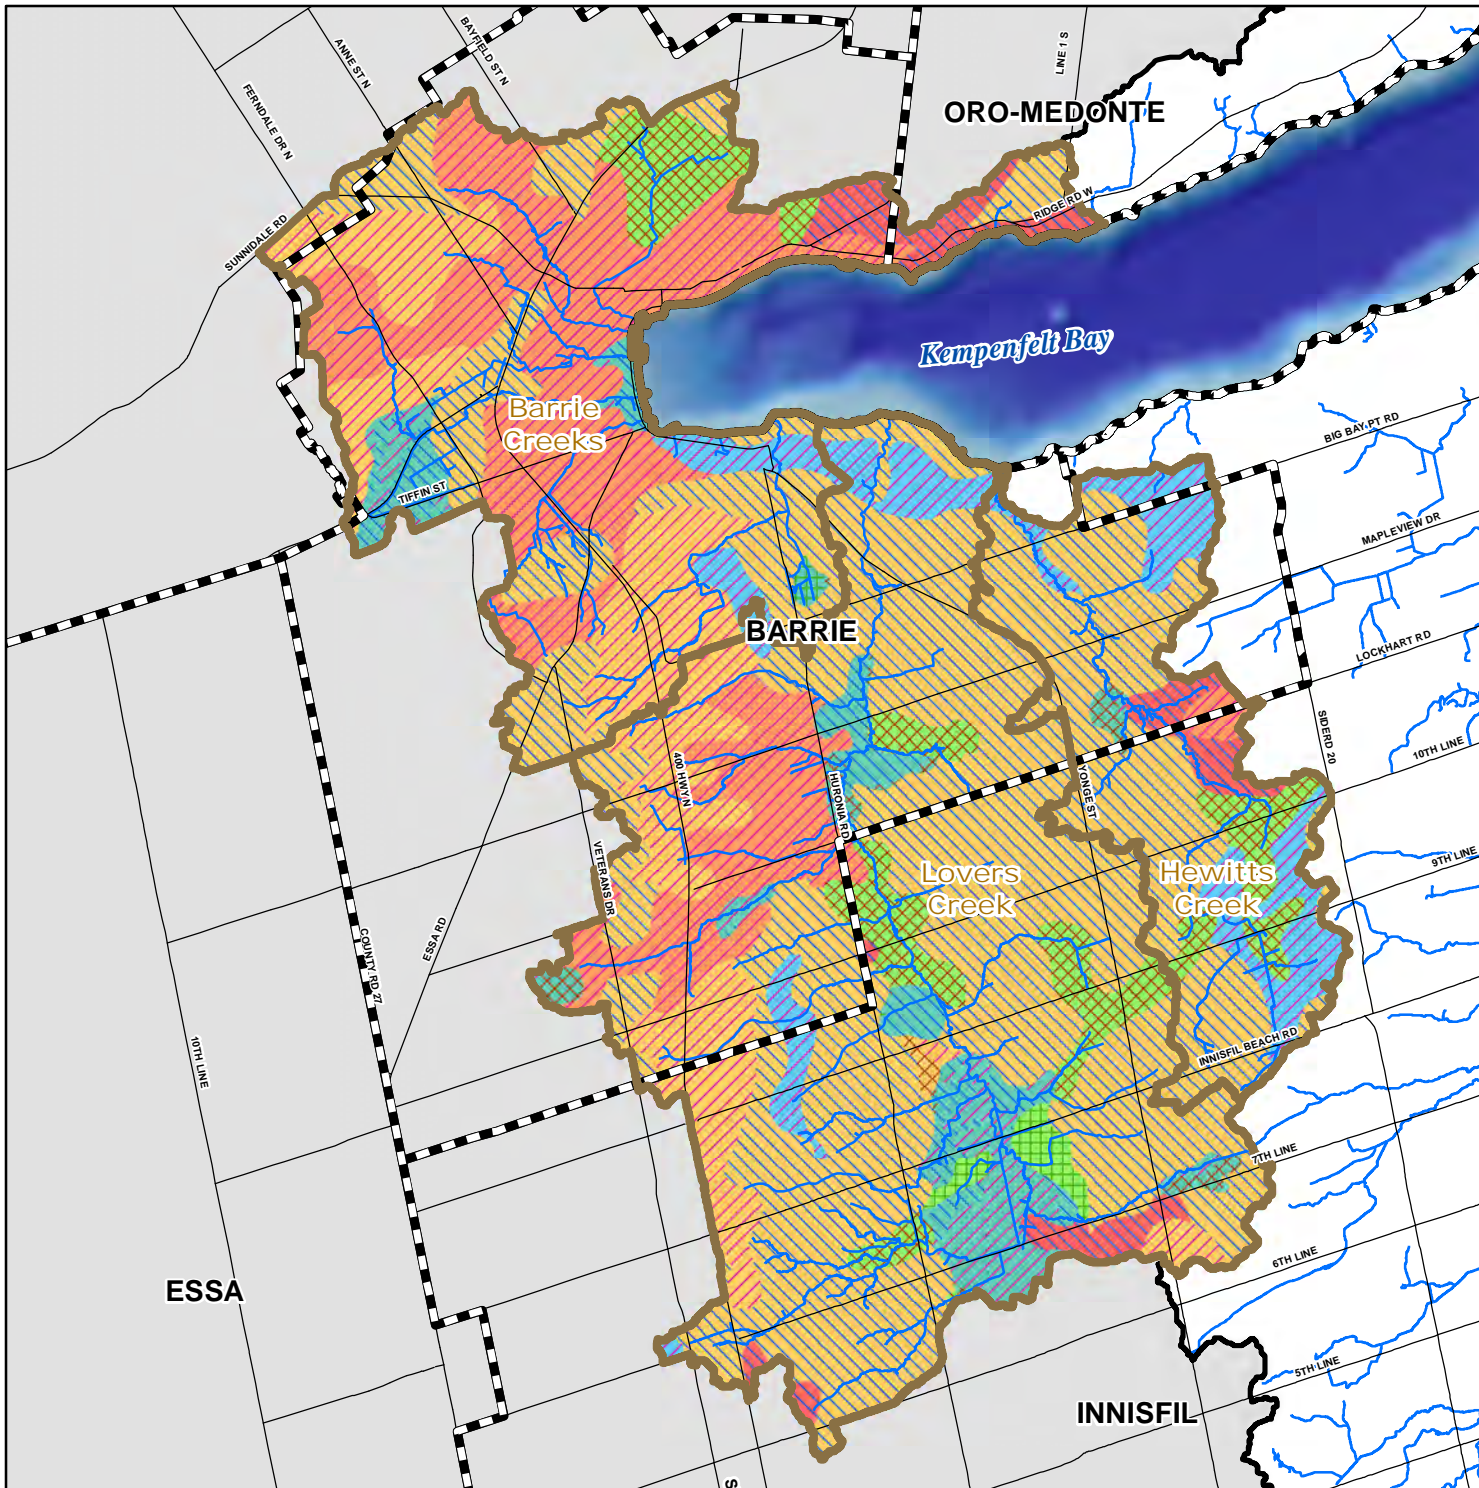 BAYFIELD ST N
ANNE ST N
FERNDALE DR N
LINE 1 S
ORO-MEDONTE
SUNNIDALE RD
RIDGE RD W
Kempenfelt Bay
Barrie
Creeks
TIFFIN ST
BIG BAY PT RD
MAPLEVIEW DR
BARRIE
LOCKHART RD
SIDERD 20
10TH LINE
400 HWY N
HURONIA RD
YONGE ST
VETERANS DR
9TH LINE
Lovers
Creek
Hewitts
Creek
ESSA RD
COUNTY RD 27
10TH LINE
INNISFIL BEACH RD
7TH LINE
6TH LINE
ESSA
5TH LINE
INNISFIL
S